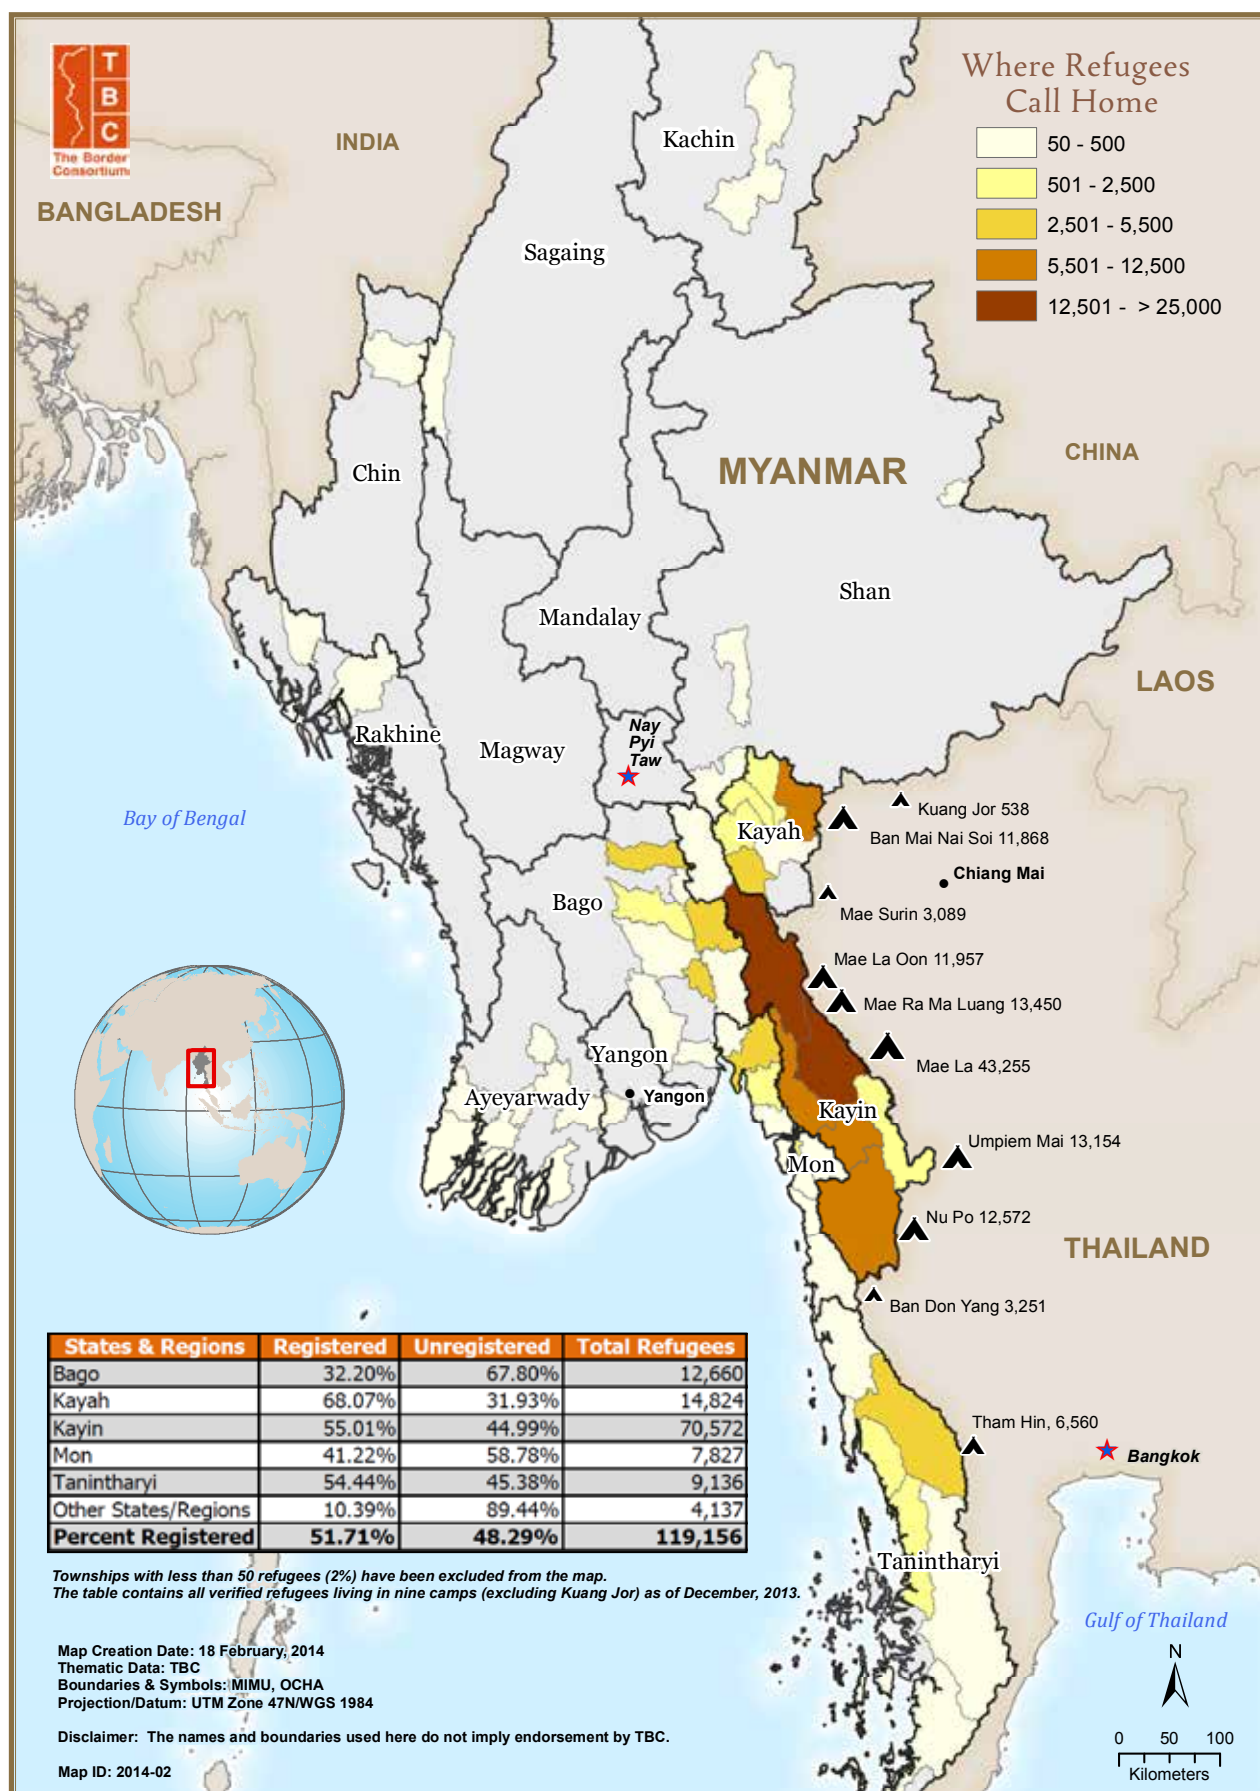 T
B
C
The Border
Consortium
Where Refugees
Call Home
50 - 500
501 - 2,500
2,501 - 5,500
5,501 - 12,500
12,501 - > 25,000
INDIA
BANGLADESH
Kachin
Sagaing
CHINA
Chin
MYANMAR
Shan
Mandalay
LAOS
Rakhine
Magway
Nay
Pyi
Taw
Bay of Bengal
Kayah
Kuang Jor 538
Ban Mai Nai Soi 11,868
Chiang Mai
Bago
Mae Surin 3,089
Mae La Oon 11,957
Mae Ra Ma Luang 13,450
Yangon
Mae La 43,255
Ayeyarwady
Yangon
Kayin
Umpiem Mai 13,154
Mon
Nu Po 12,572
THAILAND
Ban Don Yang 3,251
States & Regions Registered Unregistered Total Refugees
Bago 32.20% 67.80% 12,660
Kayah 68.07% 31.93% 14,824
Kayin 55.01% 44.99% 70,572
Mon 41.22% 58.78% 7,827
Tanintharyi 54.44% 45.38% 9,136
Other States/Regions 10.39% 89.44% 4,137
Percent Registered 51.71% 48.29% 119,156
Tham Hin, 6,560
Bangkok
Tanintharyi
Townships with less than 50 refugees (2%) have been excluded from the map.
The table contains all verified refugees living in nine camps (excluding Kuang Jor) as of December, 2013.
Gulf of Thailand
Map Creation Date: 18 February, 2014
Thematic Data: TBC
Boundaries & Symbols: MIMU, OCHA
Projection/Datum: UTM Zone 47N/WGS 1984
Disclaimer: The names and boundaries used here do not imply endorsement by TBC.
Map ID: 2014-02
N
0 50 100
Kilometers